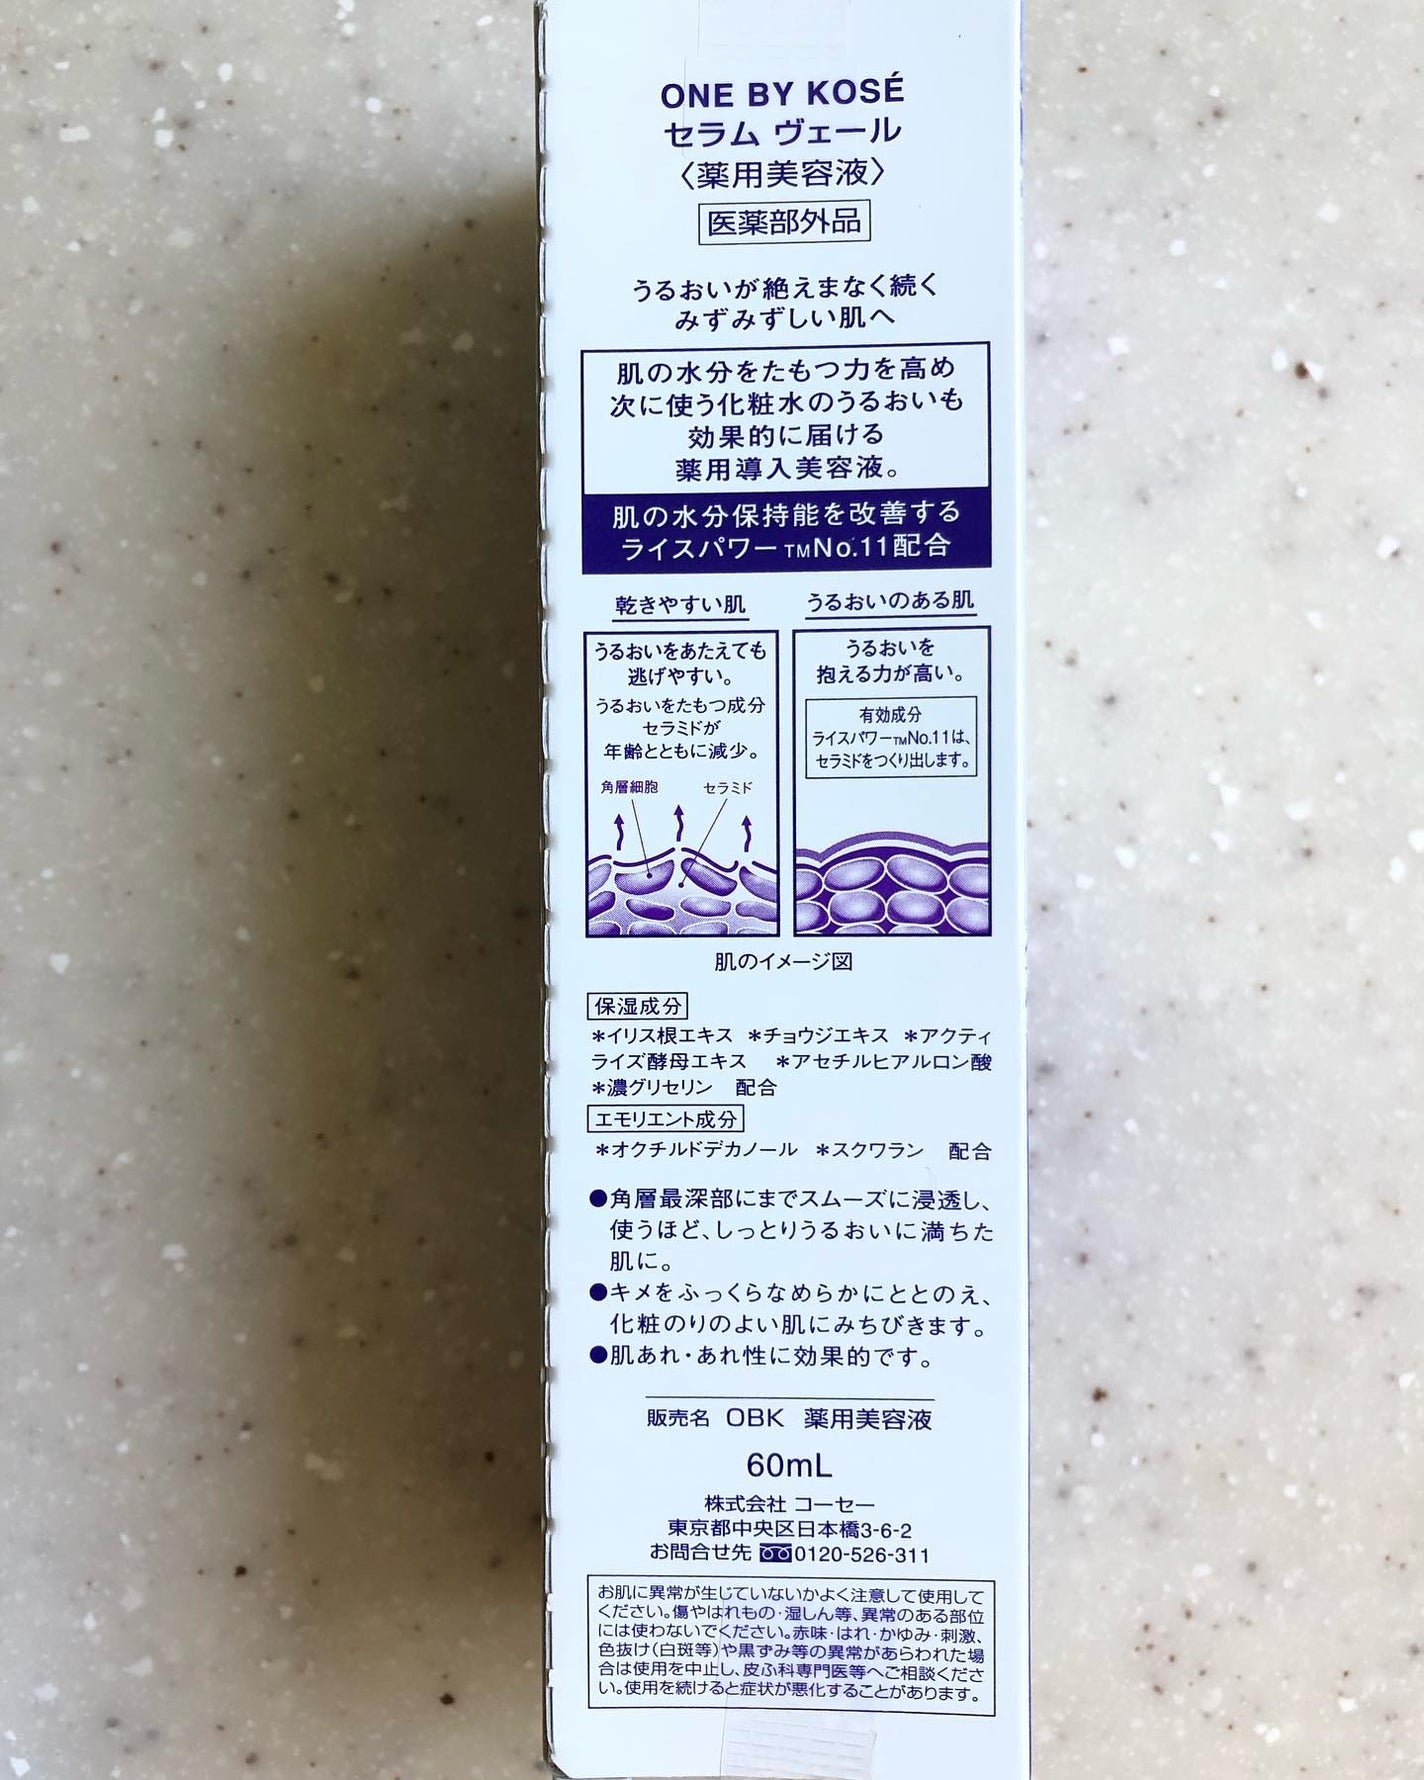 ONE BY KOSÉ
セラム ヴェール
〈薬用美容液〉
医薬部外品
うるおいが絶えまなく続く
みずみずしい肌へ
肌の水分をたもつ力を高め
次に使う化粧水のうるおいも
効果的に届ける
薬用導入美容液。
肌の水分保持能を改善する
ライスパワー™No.11配合
乾きやすい肌
うるおいをあたえても
逃げやすい。
うるおいをたもつ成分
セラミドが
年齢とともに減少。
角層細胞 セラミド
うるおいのある肌
うるおいを
抱える力が高い。
有効成分
ライスパワー™No.11は、
セラミドをつくり出します。
肌のイメージ図
保湿成分
*イリス根エキス *チョウジエキス *アクティ
ライズ酵母エキス *アセチルヒアルロン酸
*濃グリセリン 配合
エモリエント成分
*オクチルドデカノール *スクワラン 配合
●角層最深部にまでスムーズに浸透し、
使うほど、しっとりうるおいに満ちた
肌に。
●キメをふっくらなめらかにととのえ、
化粧のりのよい肌にみちびきます。
●肌あれ・あれ性に効果的です。
販売名 OBK 薬用美容液
60mL
株式会社 コーセー
東京都中央区日本橋3-6-2
お問合せ先 0120-526-311
お肌に異常が生じていないかよく注意して使用して
ください。傷やはれもの・湿しん等、異常のある部位
には使わないでください。赤味・はれ・かゆみ・刺激、
色抜け(白斑等)や黒ずみ等の異常があらわれた場
合は使用を中止し、皮ふ科専門医等へご相談くださ
い。使用を続けると症状が悪化することがあります。